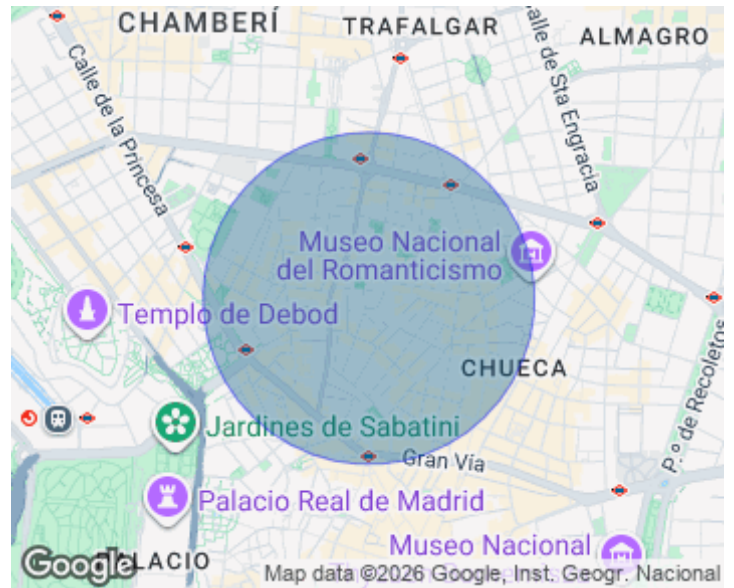 CHAMBERÍ
TRAFALGAR
ALMAGRO
Calle de la Princesa
Calle de Sta Engracia
Museo Nacional
del Romanticismo
Templo de Debod
CHUECA
Jardines de Sabatini
P.º de Recoletos
Gran Vía
Palacio Real de Madrid
Museo Nacional
PALACIO
Google
Map data ©2026 Google, Inst. Geogr. Nacional